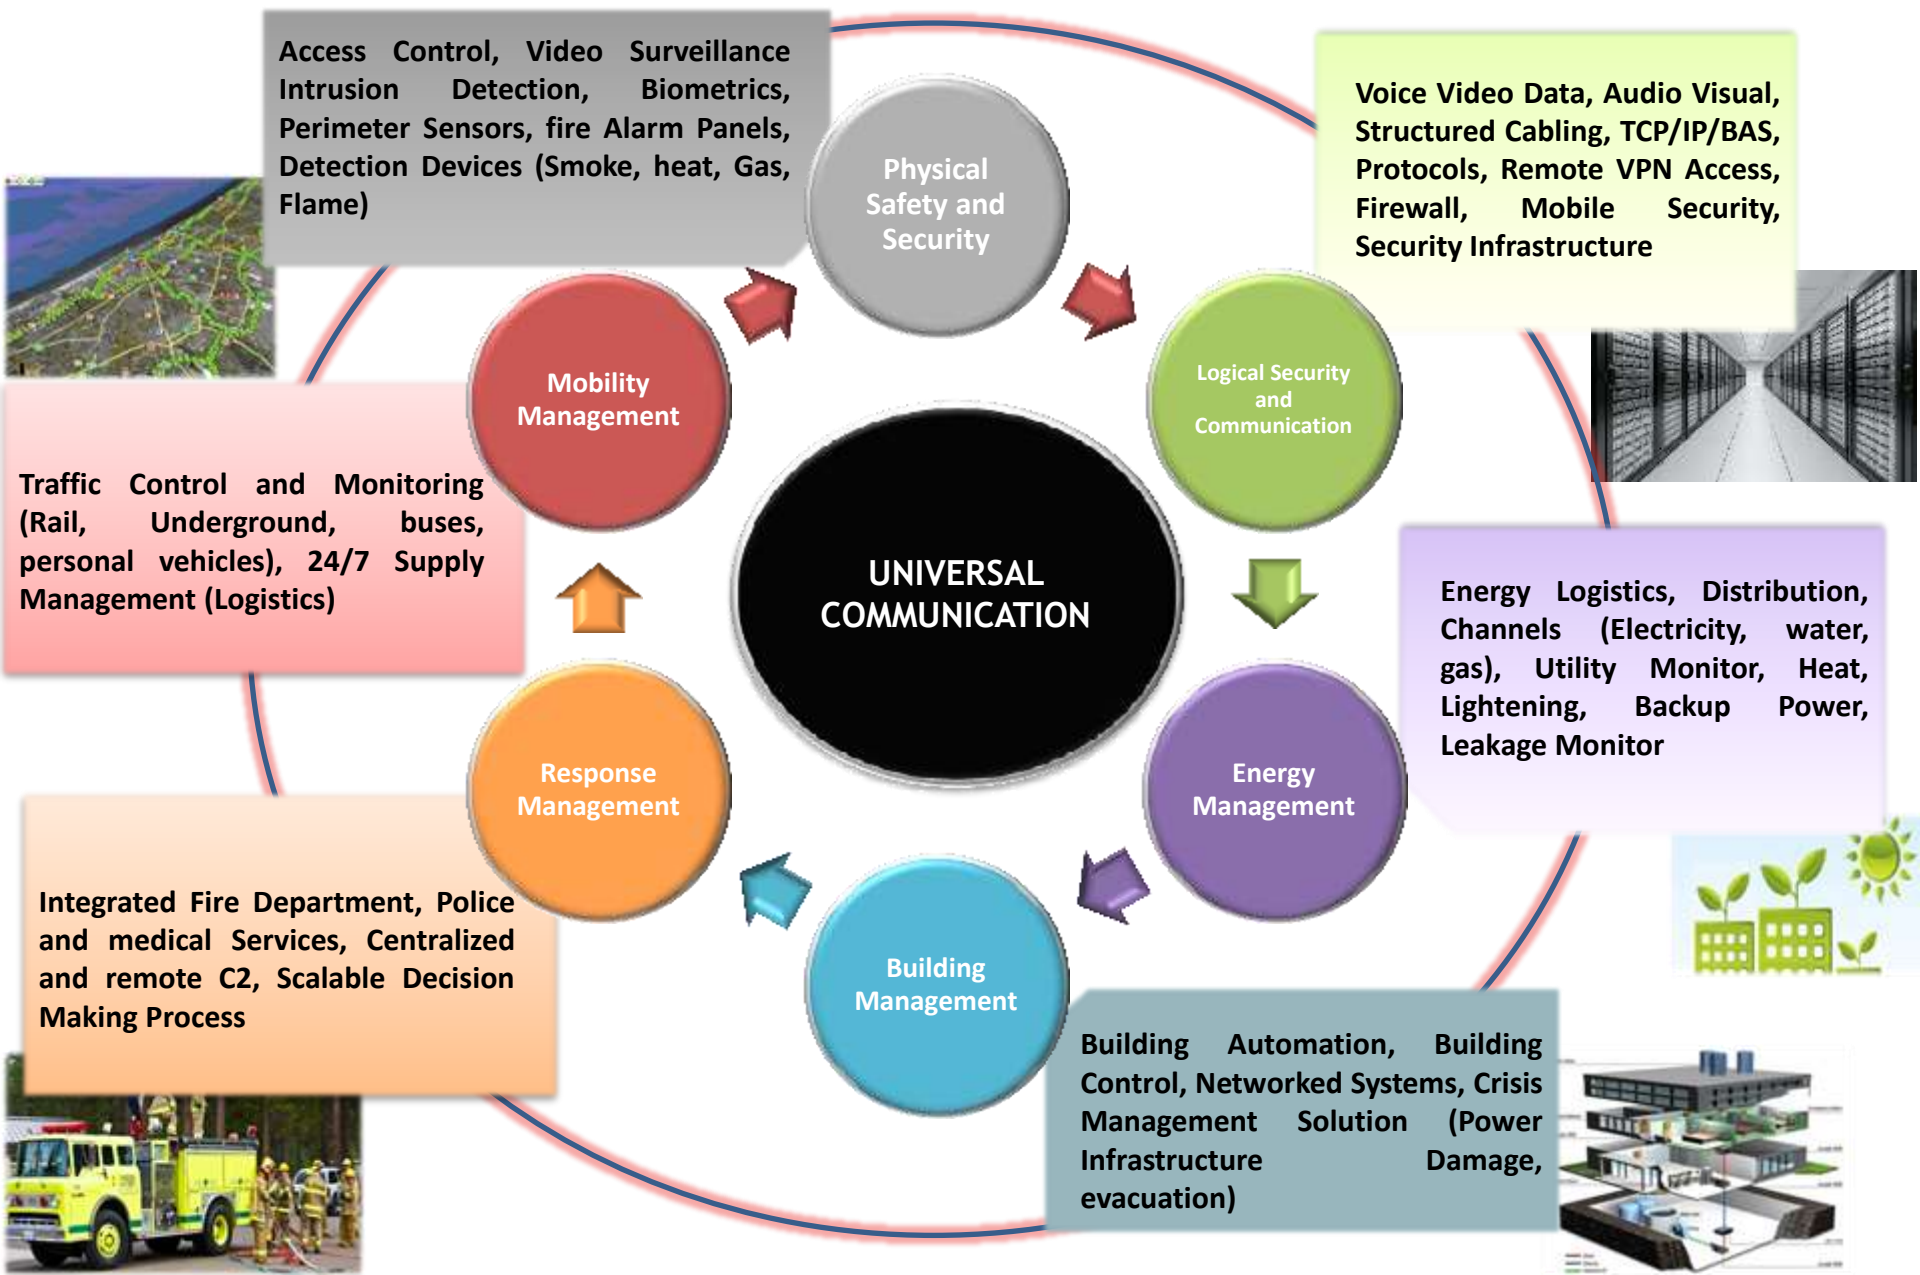 Access Control, Video Surveillance
Intrusion Detection, Biometrics,
Perimeter Sensors, fire Alarm Panels,
Detection Devices (Smoke, heat, Gas,
Flame)
Physical
Safety and
Security
Voice Video Data, Audio Visual,
Structured Cabling, TCP/IP/BAS,
Protocols, Remote VPN Access,
Firewall, Mobile Security,
Security Infrastructure
Mobility
Management
Logical Security
and
Communication
Traffic Control and Monitoring
(Rail, Underground, buses,
personal vehicles), 24/7 Supply
Management (Logistics)
UNIVERSAL
COMMUNICATION
Energy Logistics, Distribution,
Channels (Electricity, water,
gas), Utility Monitor, Heat,
Lightening, Backup Power,
Leakage Monitor
Response
Management
Energy
Management
Integrated Fire Department, Police
and medical Services, Centralized
and remote C2, Scalable Decision
Making Process
Building
Management
Building Automation, Building
Control, Networked Systems, Crisis
Management Solution (Power
Infrastructure Damage,
evacuation)